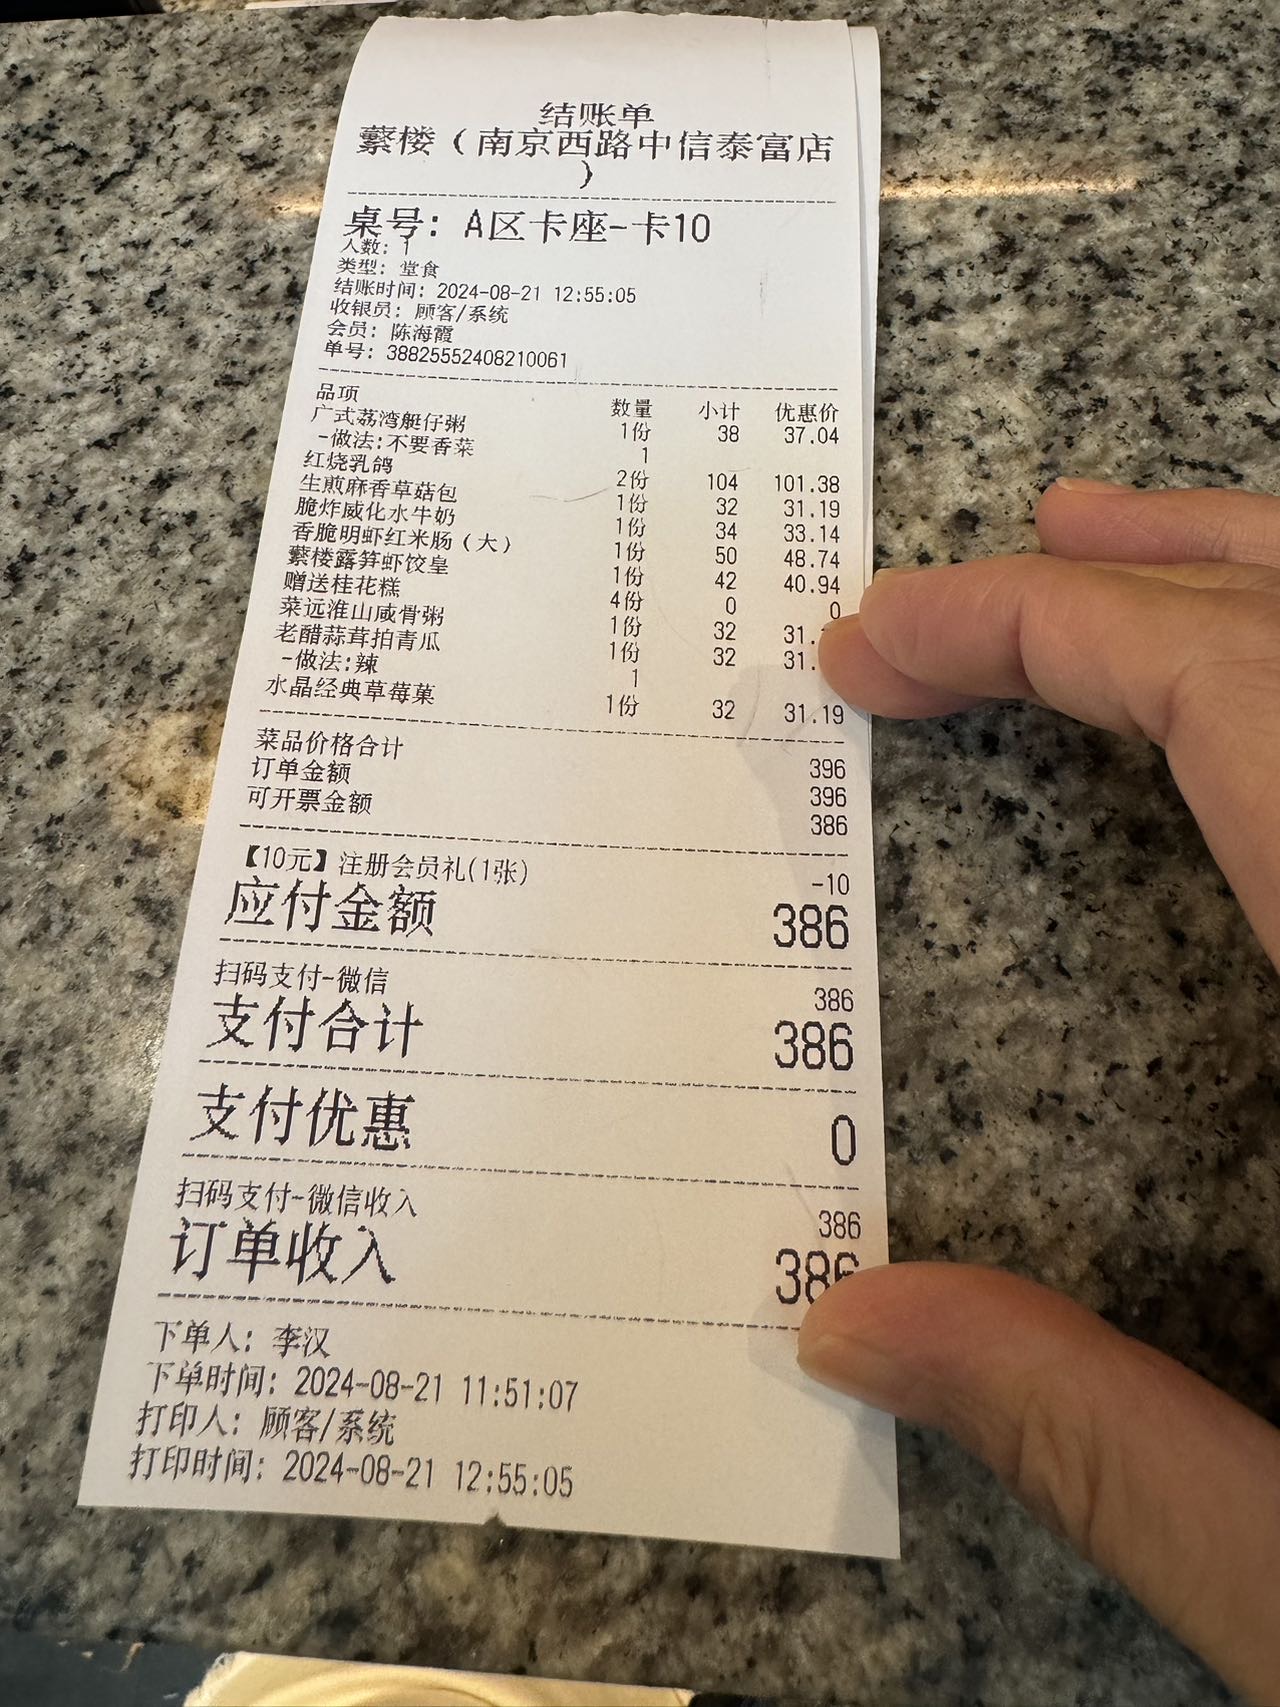 结账单
蘩楼（南京西路中信泰富店
）
桌号: A区卡座-卡10
人数: 1
类型: 堂食
结账时间: 2024-08-21 12:55:05
收银员: 顾客/系统
会员: 陈海霞
单号: 38825552408210061
品项 数量 小计 优惠价
广式荔湾艇仔粥 1份 38 37.04
-做法:不要香菜 1
红烧乳鸽 2份 104 101.38
生煎麻香草菇包 1份 32 31.19
脆炸威化水牛奶 1份 34 33.14
香脆明虾红米肠（大） 1份 50 48.74
蘩楼露笋虾饺皇 1份 42 40.94
赠送桂花糕 4份 0 0
菜远淮山咸骨粥 1份 32 31.
老醋蒜茸拍青瓜 1份 32 31.
-做法:辣 1
水晶经典草莓菓 1份 32 31.19
菜品价格合计 396
订单金额 396
可开票金额 386
【10元】注册会员礼(1张) -10
应付金额 386
扫码支付-微信 386
支付合计 386
支付优惠 0
扫码支付-微信收入 386
订单收入 386
下单人: 李汉
下单时间: 2024-08-21 11:51:07
打印人: 顾客/系统
打印时间: 2024-08-21 12:55:05